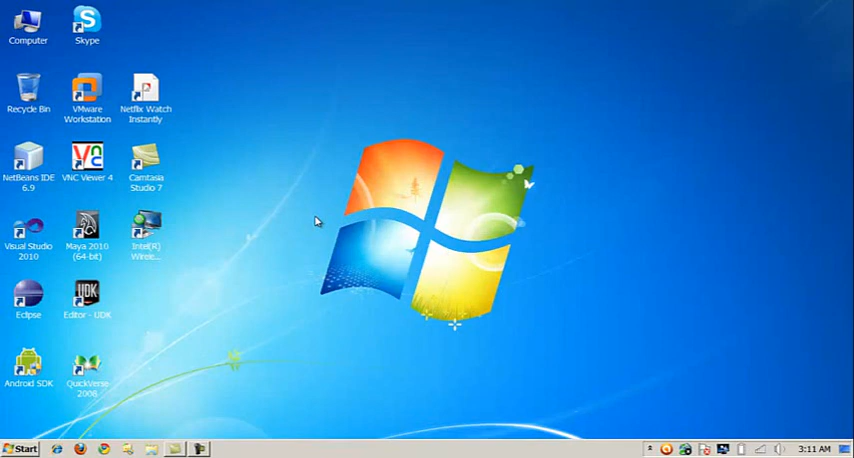 Computer
Skype
Recycle Bin
VMware
Workstation
Netflix Watch
Instantly
NetBeans IDE
6.9
VNC Viewer 4
Camtasia
Studio 7
Visual Studio
2010
Maya 2010
(64-bit)
Intel(R)
Wirele...
Eclipse
UDK
Editor - UDK
Android SDK
QuickVerse
2008
Start
3:11 AM